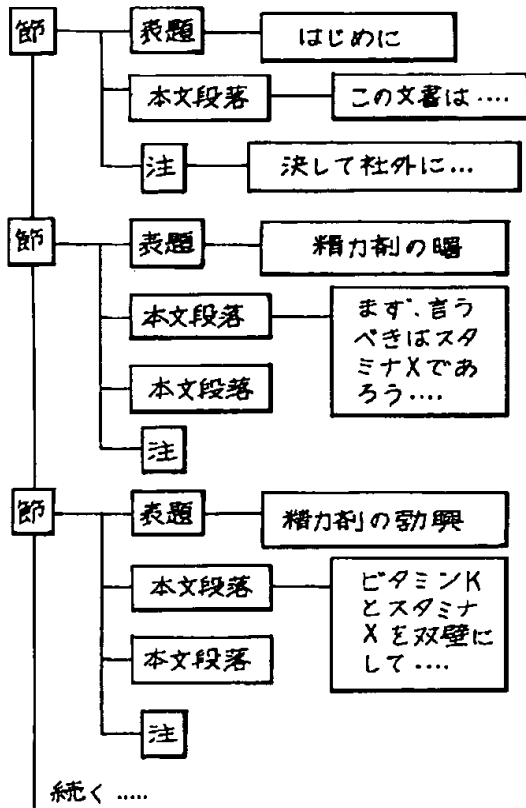 節 表題 はじめに
本文段落 この文書は‥‥
注 決して社外に…
節 表題 精力剤の曙
本文段落 まず、言う
べきはスタ
ミナXであ
ろう‥‥
本文段落
注
節 表題 精力剤の勃興
本文段落 ビタミンK
とスタミナ
Xを双璧に
して‥‥
本文段落
注
続く‥‥‥